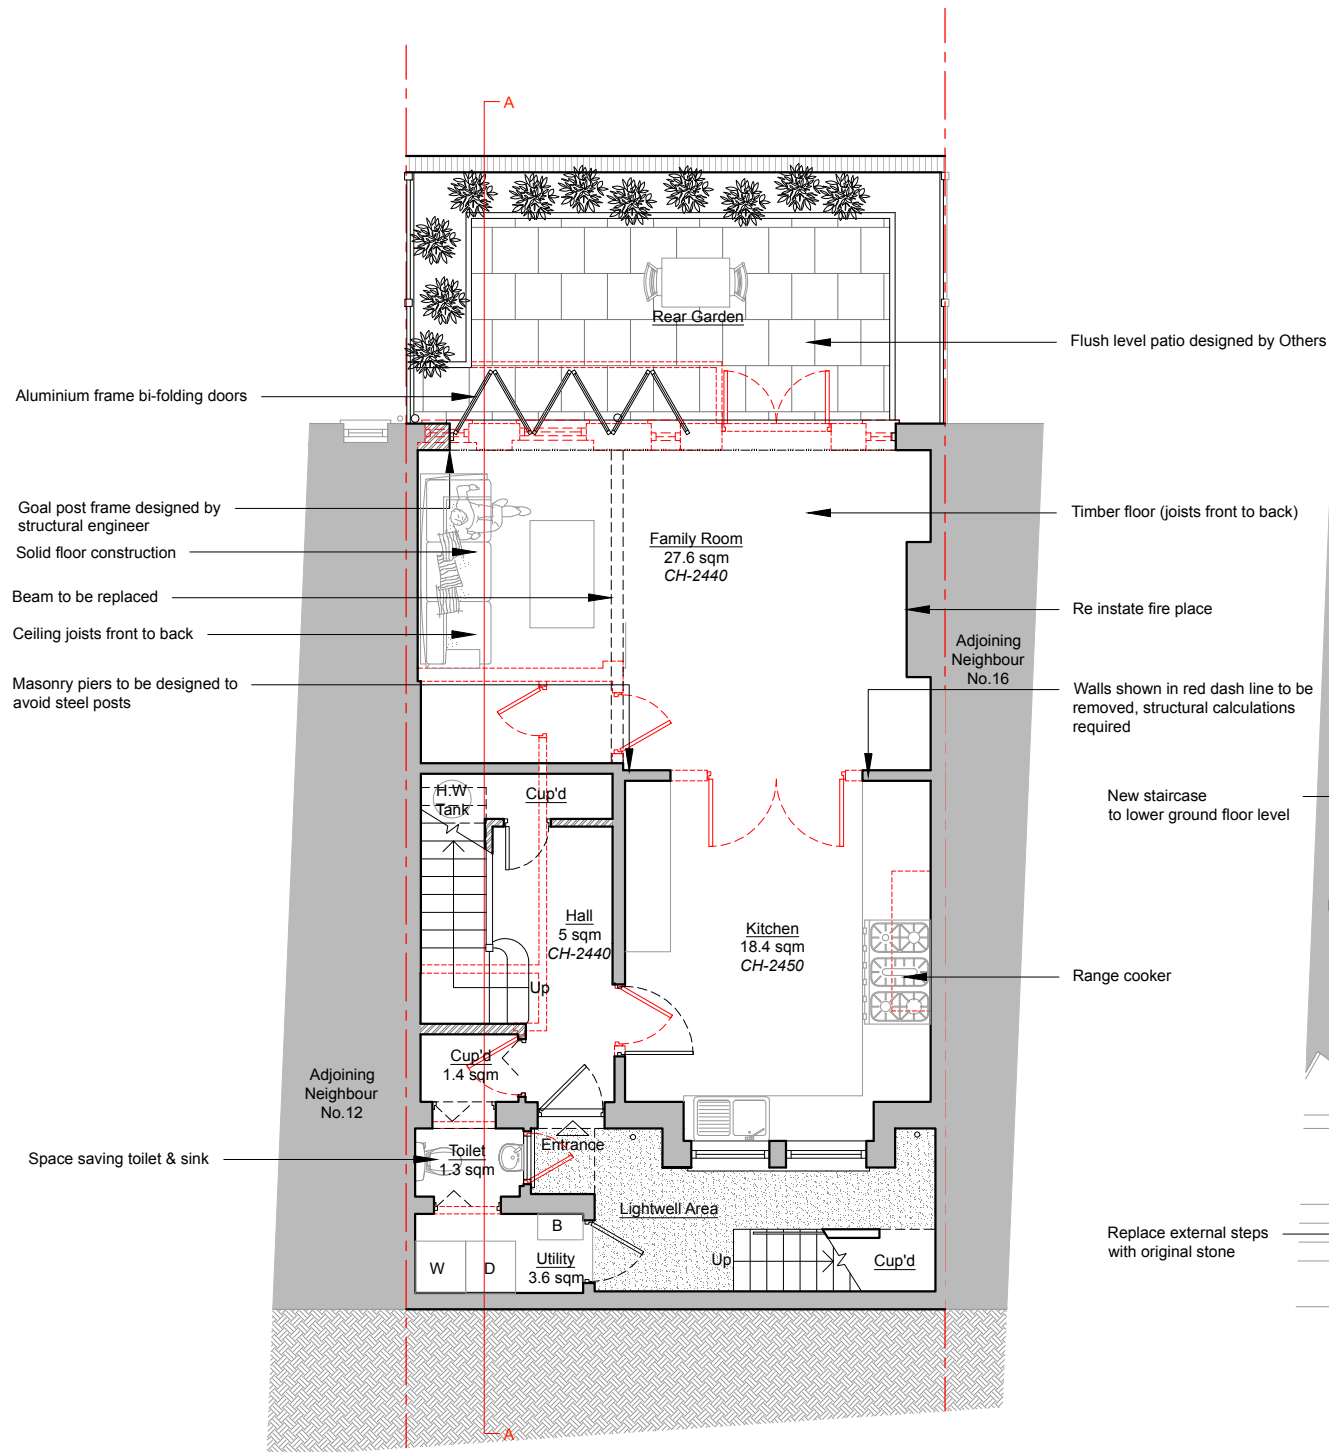 A
Rear Garden
Flush level patio designed by Others
Aluminium frame bi-folding doors
Goal post frame designed by
structural engineer
Solid floor construction
Beam to be replaced
Ceiling joists front to back
Masonry piers to be designed to
avoid steel posts
Family Room
27.6 sqm
CH-2440
Timber floor (joists front to back)
Re instate fire place
Adjoining
Neighbour
No.16
Walls shown in red dash line to be
removed, structural calculations
required
H.W
Tank
Cup'd
New staircase
to lower ground floor level
Hall
5 sqm
CH-2440
Kitchen
18.4 sqm
CH-2450
Up
Range cooker
Cup'd
1.4 sqm
Adjoining
Neighbour
No.12
Toilet
1.3 sqm
Entrance
Space saving toilet & sink
Lightwell Area
B
W
D
Utility
3.6 sqm
Up
Cup'd
Replace external steps
with original stone
A